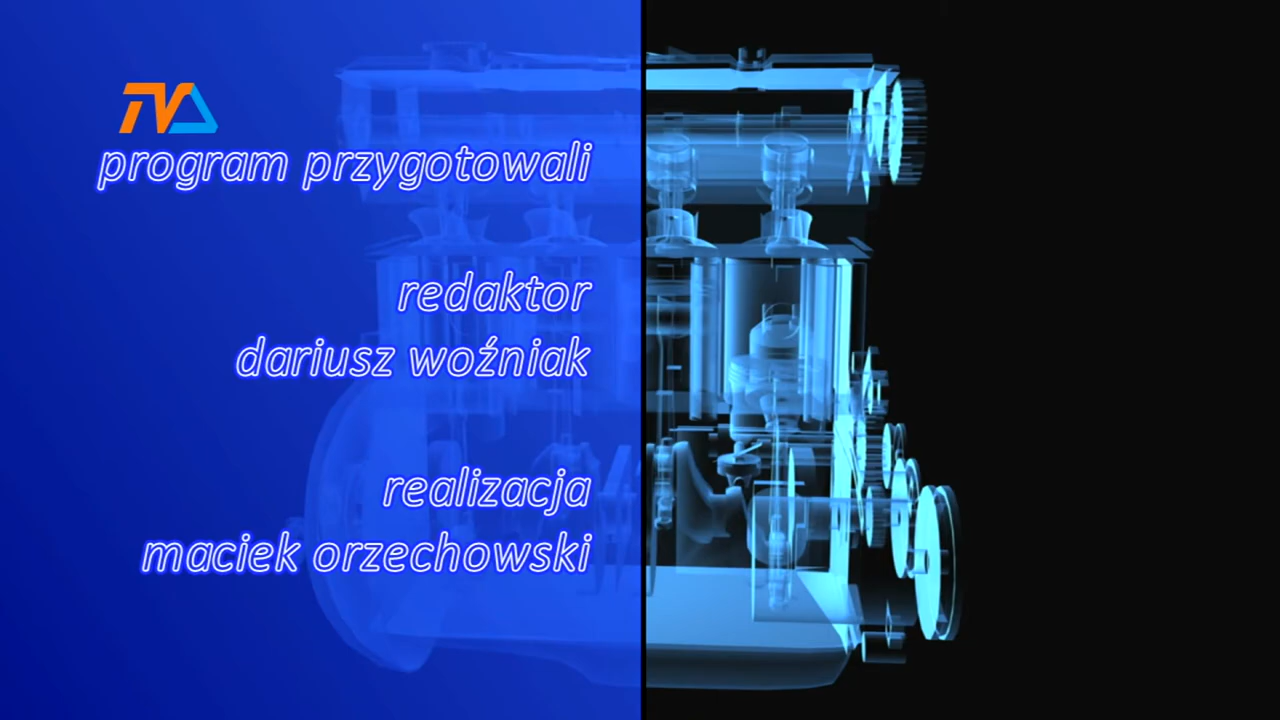 TVA
program przygotowali
redaktor
dariusz woźniak
realizacja
maciek orzechowski